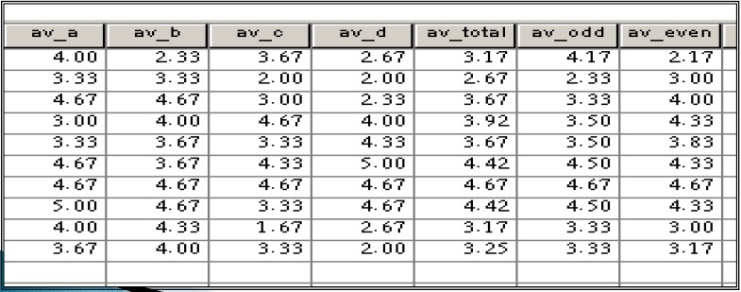 av_a av_b av_c av_d av_total av_odd av_even
4.00 2.33 3.67 2.67 3.17 4.17 2.17
3.33 3.33 2.00 2.00 2.67 2.33 3.00
4.67 4.67 3.00 2.33 3.67 3.33 4.00
3.00 4.00 4.67 4.00 3.92 3.50 4.33
3.33 3.67 3.33 4.33 3.67 3.50 3.83
4.67 3.67 4.33 5.00 4.42 4.50 4.33
4.67 4.67 4.67 4.67 4.67 4.67 4.67
5.00 4.67 3.33 4.67 4.42 4.50 4.33
4.00 4.33 1.67 2.67 3.17 3.33 3.00
3.67 4.00 3.33 2.00 3.25 3.33 3.17